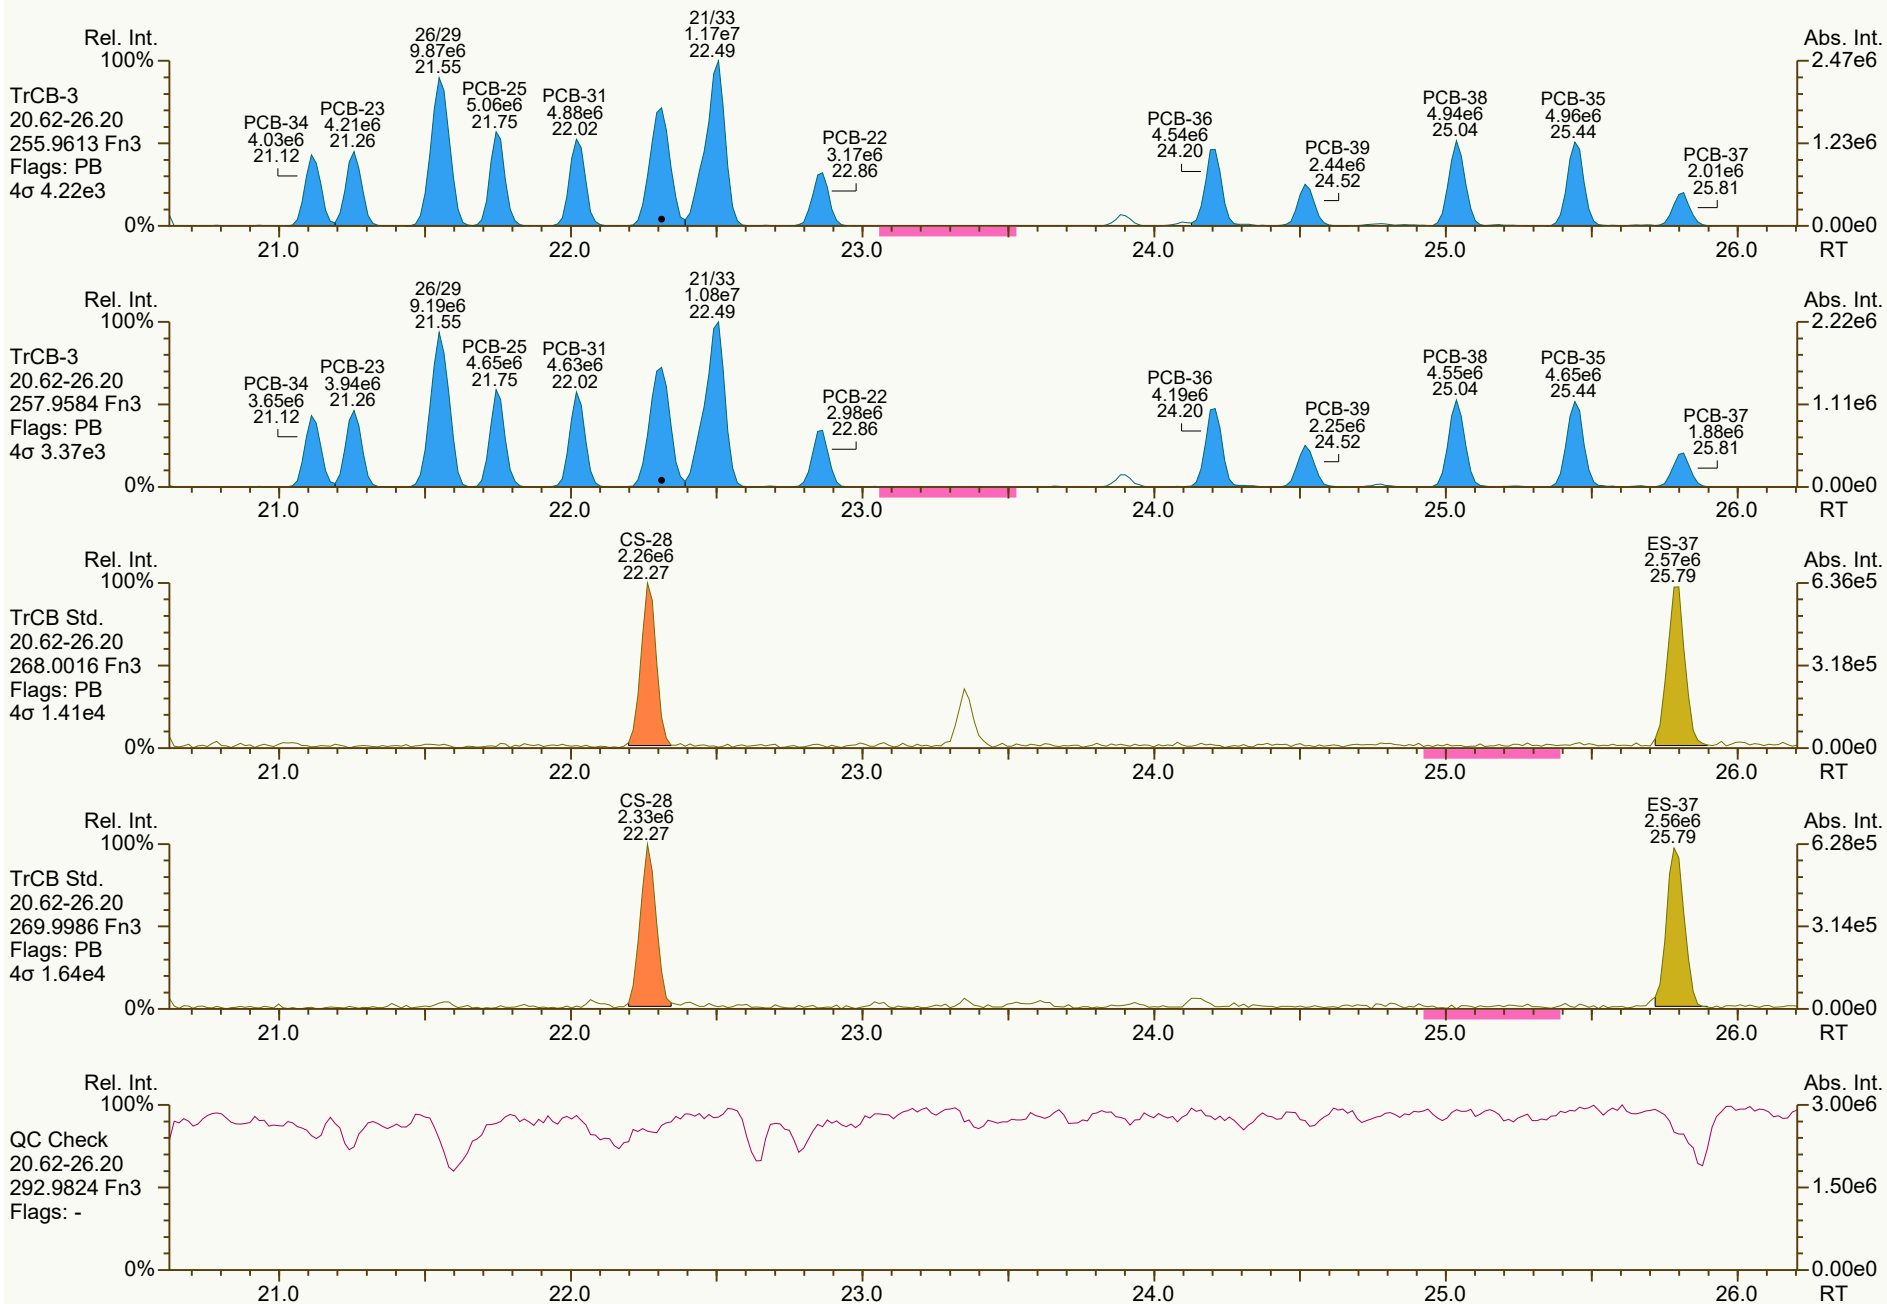 Rel. Int.
100%
0%
TrCB-3
20.62-26.20
255.9613 Fn3
Flags: PB
4σ 4.22e3
PCB-34
4.03e6
21.12
PCB-23
4.21e6
21.26
26/29
9.87e6
21.55
PCB-25
5.06e6
21.75
PCB-31
4.88e6
22.02
21/33
1.17e7
22.49
PCB-22
3.17e6
22.86
PCB-36
4.54e6
24.20
PCB-39
2.44e6
24.52
PCB-38
4.94e6
25.04
PCB-35
4.96e6
25.44
PCB-37
2.01e6
25.81
Abs. Int.
2.47e6
1.23e6
0.00e0
21.0 22.0 23.0 24.0 25.0 26.0 RT
Rel. Int.
100%
0%
TrCB-3
20.62-26.20
257.9584 Fn3
Flags: PB
4σ 3.37e3
PCB-34
3.65e6
21.12
PCB-23
3.94e6
21.26
26/29
9.19e6
21.55
PCB-25
4.65e6
21.75
PCB-31
4.63e6
22.02
21/33
1.08e7
22.49
PCB-22
2.98e6
22.86
PCB-36
4.19e6
24.20
PCB-39
2.25e6
24.52
PCB-38
4.55e6
25.04
PCB-35
4.65e6
25.44
PCB-37
1.88e6
25.81
Abs. Int.
2.22e6
1.11e6
0.00e0
21.0 22.0 23.0 24.0 25.0 26.0 RT
Rel. Int.
100%
0%
TrCB Std.
20.62-26.20
268.0016 Fn3
Flags: PB
4σ 1.41e4
CS-28
2.26e6
22.27
ES-37
2.57e6
25.79
Abs. Int.
6.36e5
3.18e5
0.00e0
21.0 22.0 23.0 24.0 25.0 26.0 RT
Rel. Int.
100%
0%
TrCB Std.
20.62-26.20
269.9986 Fn3
Flags: PB
4σ 1.64e4
CS-28
2.33e6
22.27
ES-37
2.56e6
25.79
Abs. Int.
6.28e5
3.14e5
0.00e0
21.0 22.0 23.0 24.0 25.0 26.0 RT
Rel. Int.
100%
0%
QC Check
20.62-26.20
292.9824 Fn3
Flags: -
Abs. Int.
3.00e6
1.50e6
0.00e0
21.0 22.0 23.0 24.0 25.0 26.0 RT